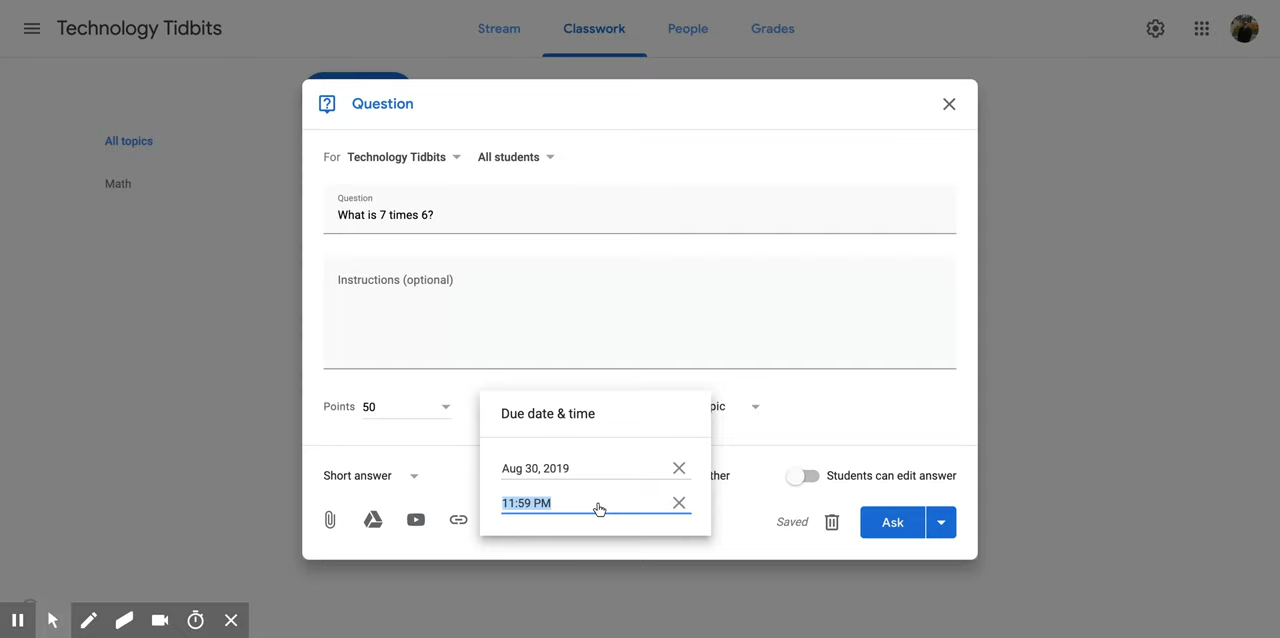 Technology Tidbits
Stream Classwork People Grades
Question
All topics
Math
For Technology Tidbits All students
Question
What is 7 times 6?
Instructions (optional)
Points 50
pic
Due date & time
Aug 30, 2019
11:59 PM
Short answer
ther
Students can edit answer
Saved
Ask